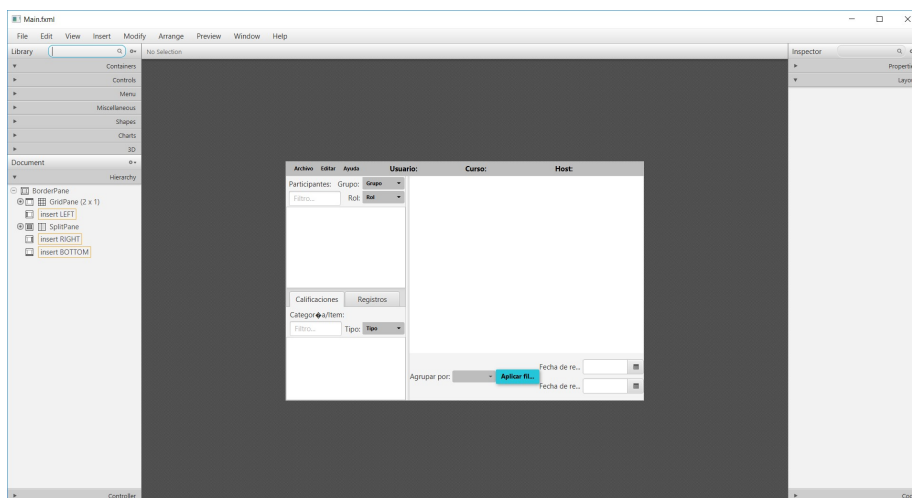 Main.fxml
File Edit View Insert Modify Arrange Preview Window Help
Library
No Selection
Inspector
Containers
Controls
Menu
Miscellaneous
Shapes
Charts
3D
Document
Hierarchy
BorderPane
GridPane (2 x 1)
insert LEFT
SplitPane
insert RIGHT
insert BOTTOM
Controller
Archivo Editar Ayuda Usuario: Curso: Host:
Participantes: Grupo: Grupo
Filtro... Rol: Rol
Calificaciones Registros
Categor�a/Item:
Filtro... Tipo: Tipo
Agrupar por: Aplicar fil...
Fecha de re...
Fecha de re...
Properti
Layou